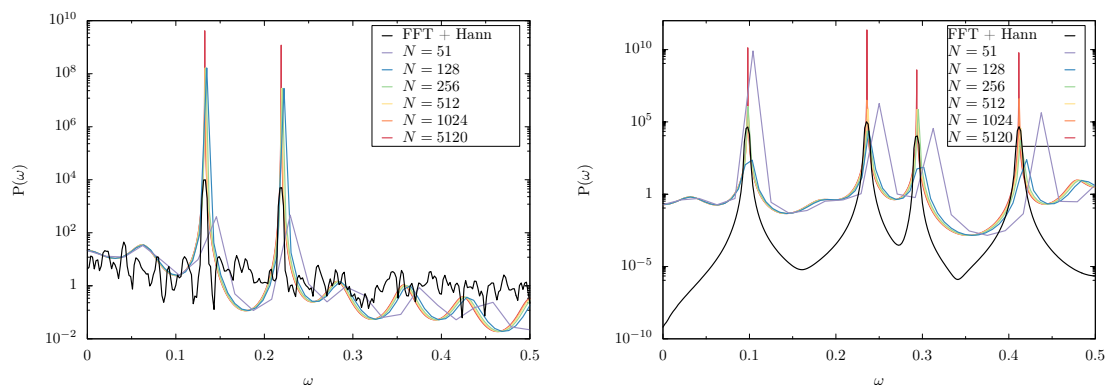 10^10
10^8
10^6
10^4
10^2
1
10^−2
P(ω)
0
0.1
0.2
0.3
0.4
0.5
ω
FFT + Hann
N = 51
N = 128
N = 256
N = 512
N = 1024
N = 5120
10^10
10^5
1
10^−5
10^−10
P(ω)
0
0.1
0.2
0.3
0.4
0.5
ω
FFT + Hann
N = 51
N = 128
N = 256
N = 512
N = 1024
N = 5120